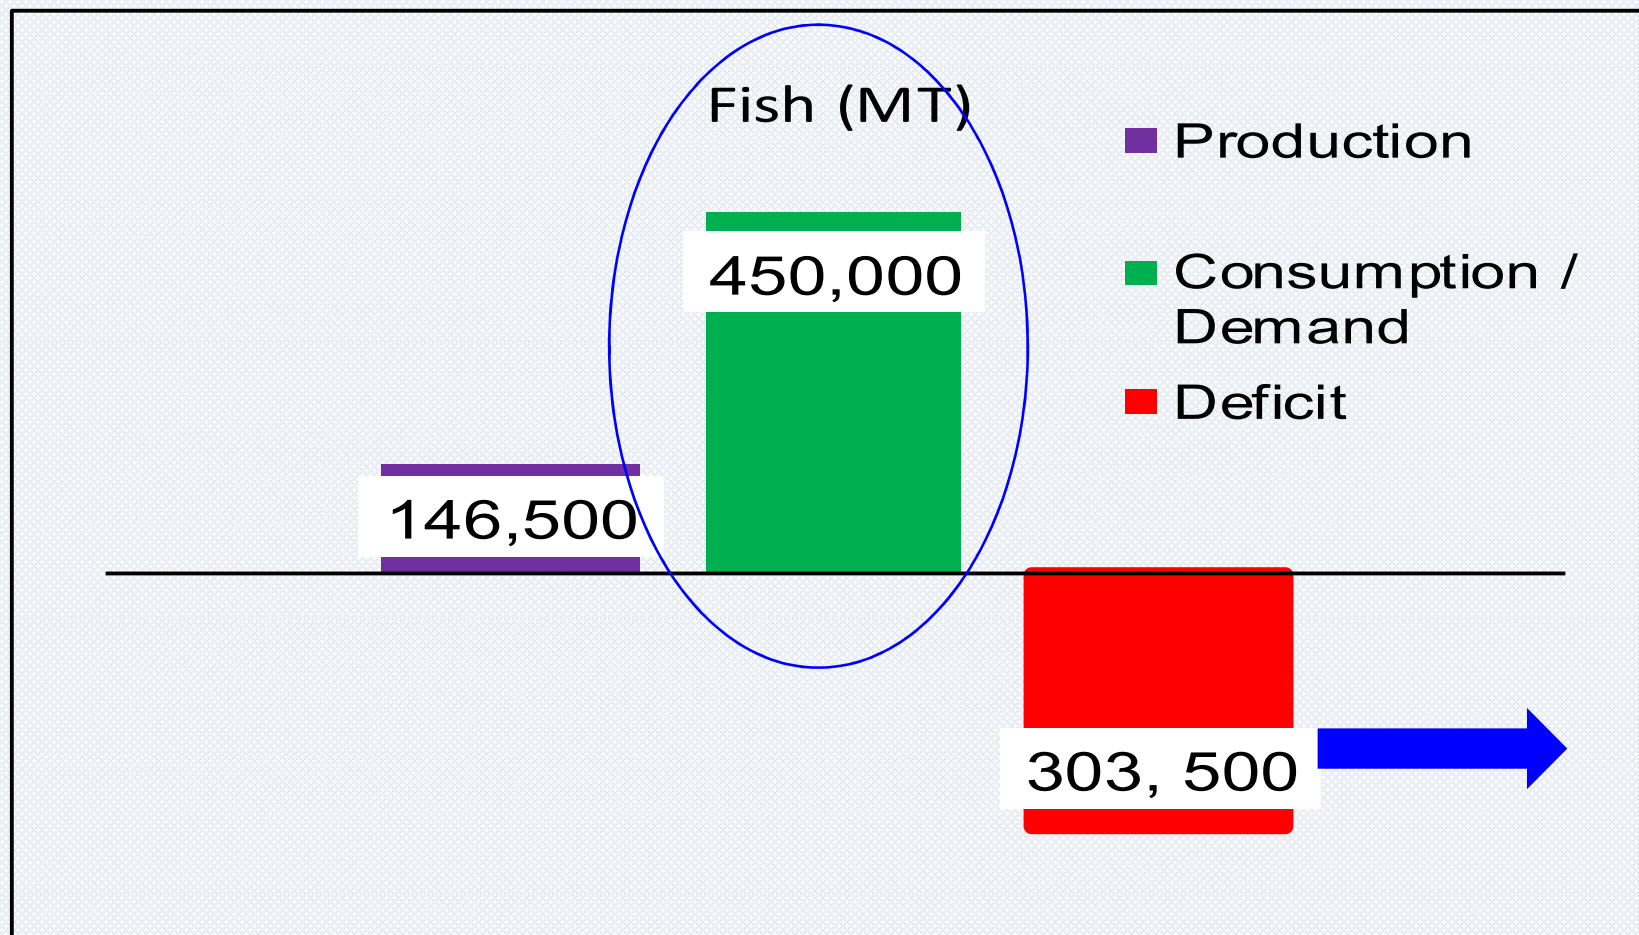 Fish (MT)
Production
Consumption /
Demand
Deficit
450,000
146,500
303, 500